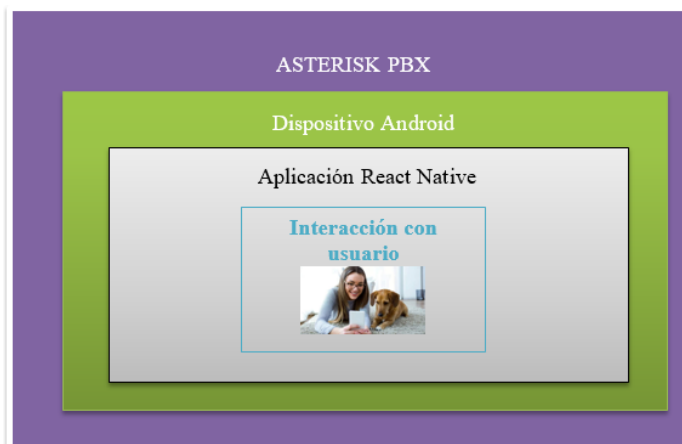 ASTERISK PBX
Dispositivo Android
Aplicación React Native
Interacción con
usuario